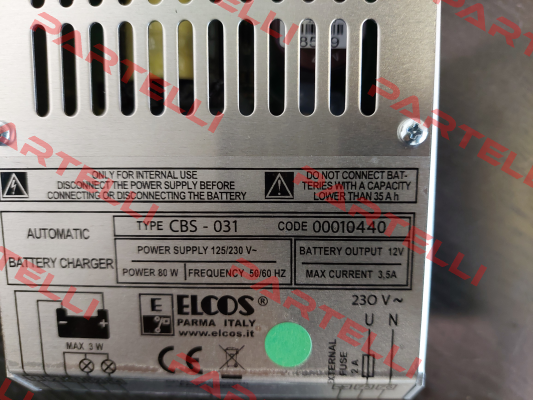 ONLY FOR INTERNAL USE
DISCONNECT THE POWER SUPPLY BEFORE
CONNECTING OR DISCONNECTING THE BATTERY
DO NOT CONNECT BAT-
TERIES WITH A CAPACITY
LOWER THAN 35 A h
AUTOMATIC
BATTERY CHARGER
TYPE CBS - 031 CODE 00010440
POWER SUPPLY 125/230 V~
POWER 80 W FREQUENCY 50/60 HZ
BATTERY OUTPUT 12V
MAX CURRENT 3,5A
MAX 3 W
E ELCOS®
PARMA ITALY
www.elcos.it
CE
230 V ~
U N
EXTERNAL
FUSE
2 A
PARTELLI
PARTELLI
PARTELLI
PARTELLI
PARTELLI